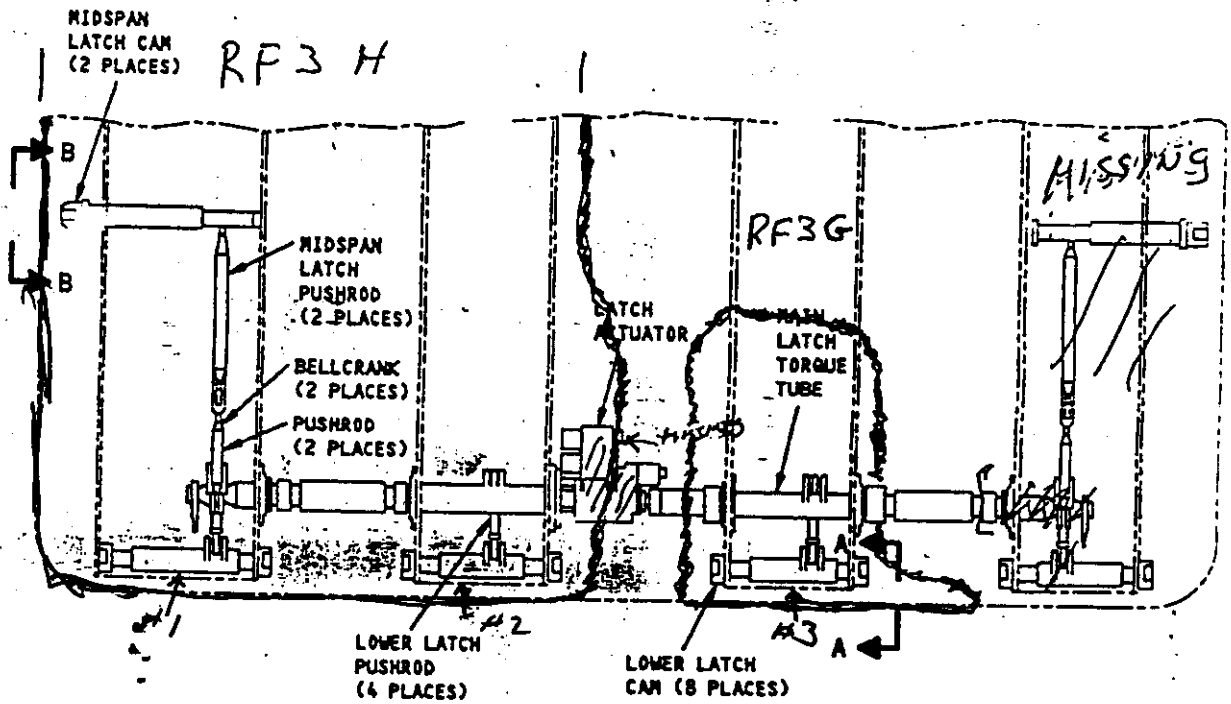 MIDSPAN
LATCH CAM
(2 PLACES)
RF3 H
B
B
MISSING
RF3G
MIDSPAN
LATCH
PUSHROD
(2 PLACES)
LATCH
ACTUATOR
MAIN
LATCH
TORQUE
TUBE
BELLCRANK
(2 PLACES)
PUSHROD
(2 PLACES)
A
#1
#2
#3
A
LOWER LATCH
PUSHROD
(4 PLACES)
LOWER LATCH
CAM (8 PLACES)